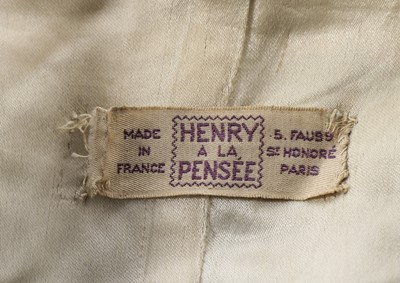 MADE
IN
FRANCE
HENRY
A LA
PENSÉE
5. FAUBG
ST HONORÉ
PARIS